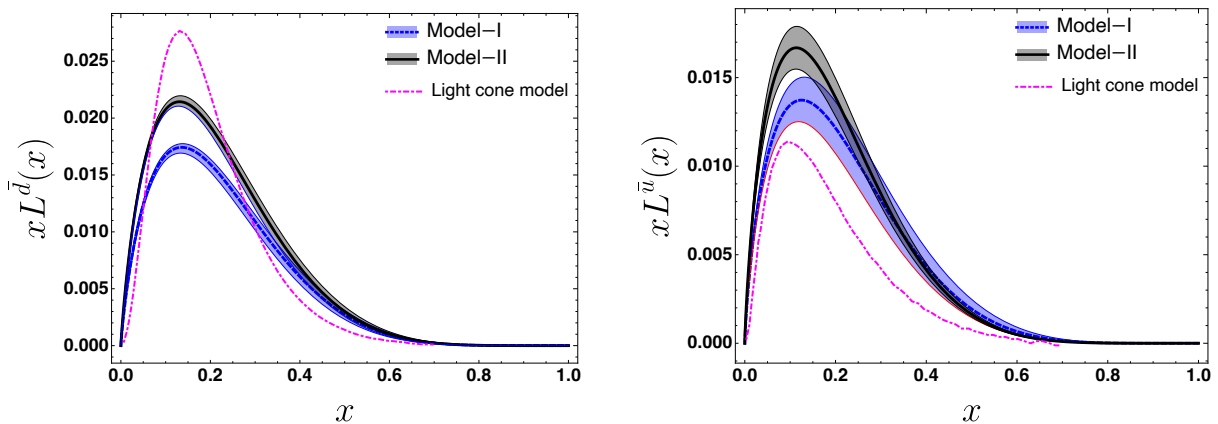 Model−I
Model−II
Light cone model
0.025
0.020
0.015
0.010
0.005
0.000
x L^{\bar{d}}(x)
0.0 0.2 0.4 0.6 0.8 1.0
x
Model−I
Model−II
Light cone model
0.015
0.010
0.005
0.000
x L^{\bar{u}}(x)
0.0 0.2 0.4 0.6 0.8 1.0
x